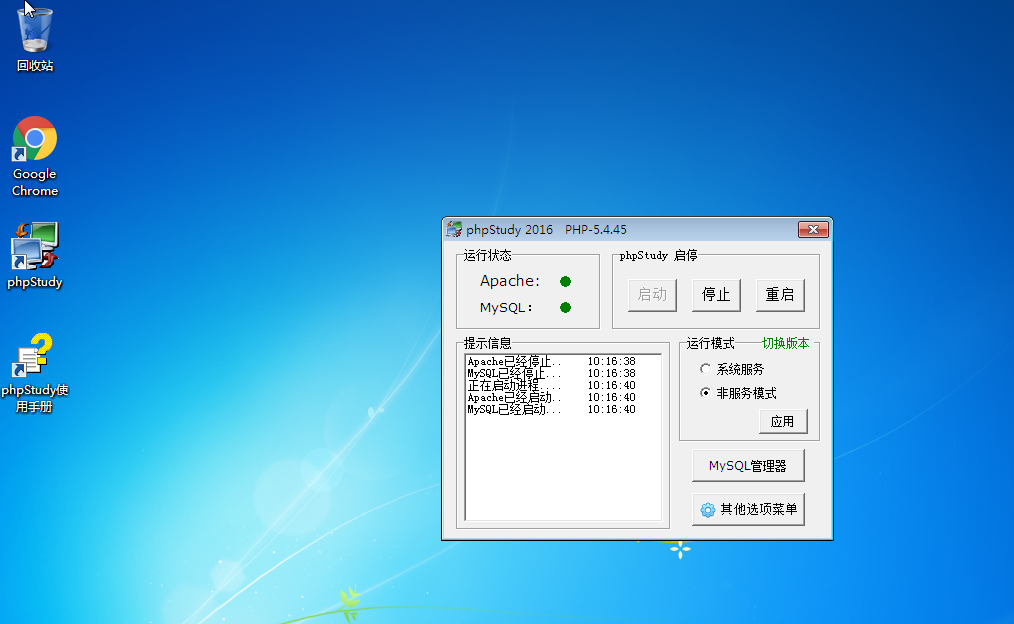 回收站
Google
Chrome
phpStudy
phpStudy使
用手册
phpStudy 2016 PHP-5.4.45
运行状态
Apache:
MySQL:
phpStudy 启停
启动
停止
重启
提示信息
Apache已经停止.. 10:16:38
MySQL已经停止... 10:16:38
正在启动进程.... 10:16:40
Apache已经启动.. 10:16:40
MySQL已经启动... 10:16:40
运行模式
切换版本
系统服务
非服务模式
应用
MySQL管理器
其他选项菜单